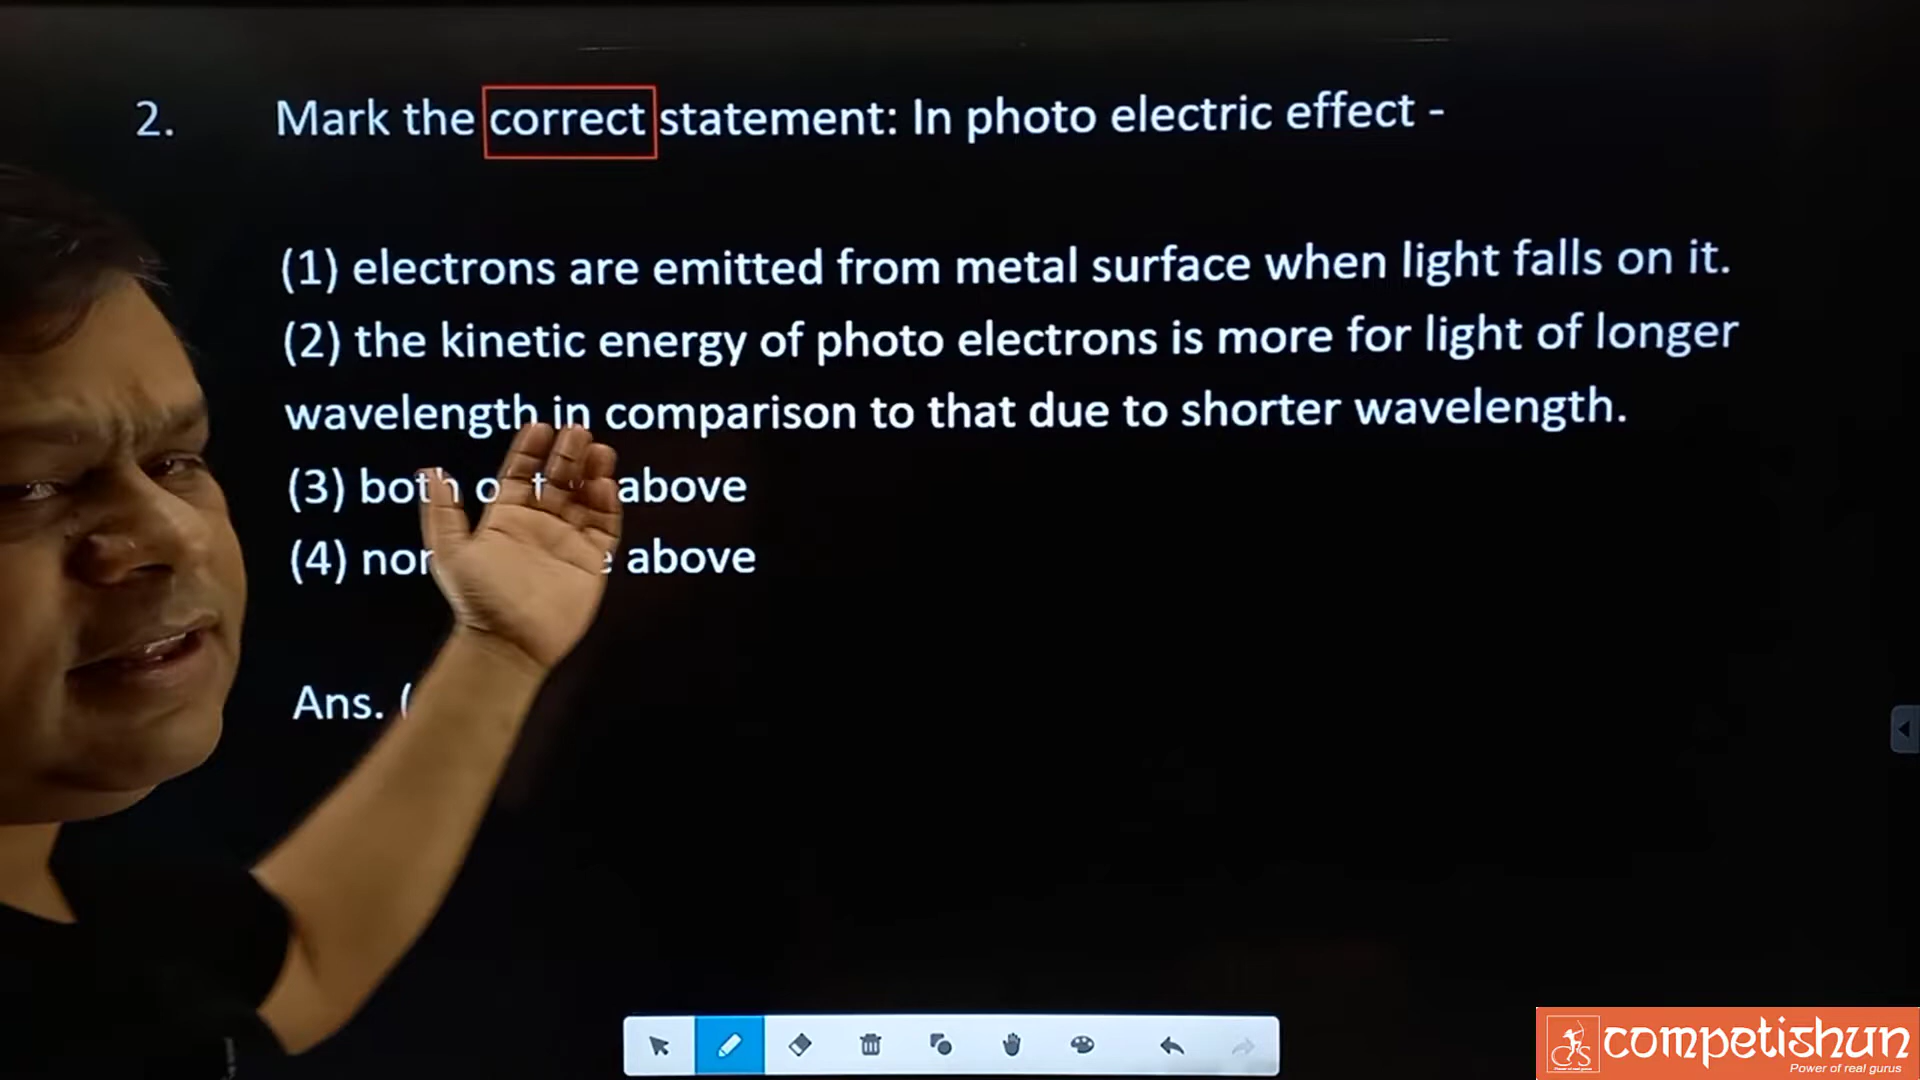 2. Mark the correct statement: In photo electric effect -
(1) electrons are emitted from metal surface when light falls on it.
(2) the kinetic energy of photo electrons is more for light of longer
wavelength in comparison to that due to shorter wavelength.
(3) both above
(4) above
Ans. (
competishun
Power of real gurus